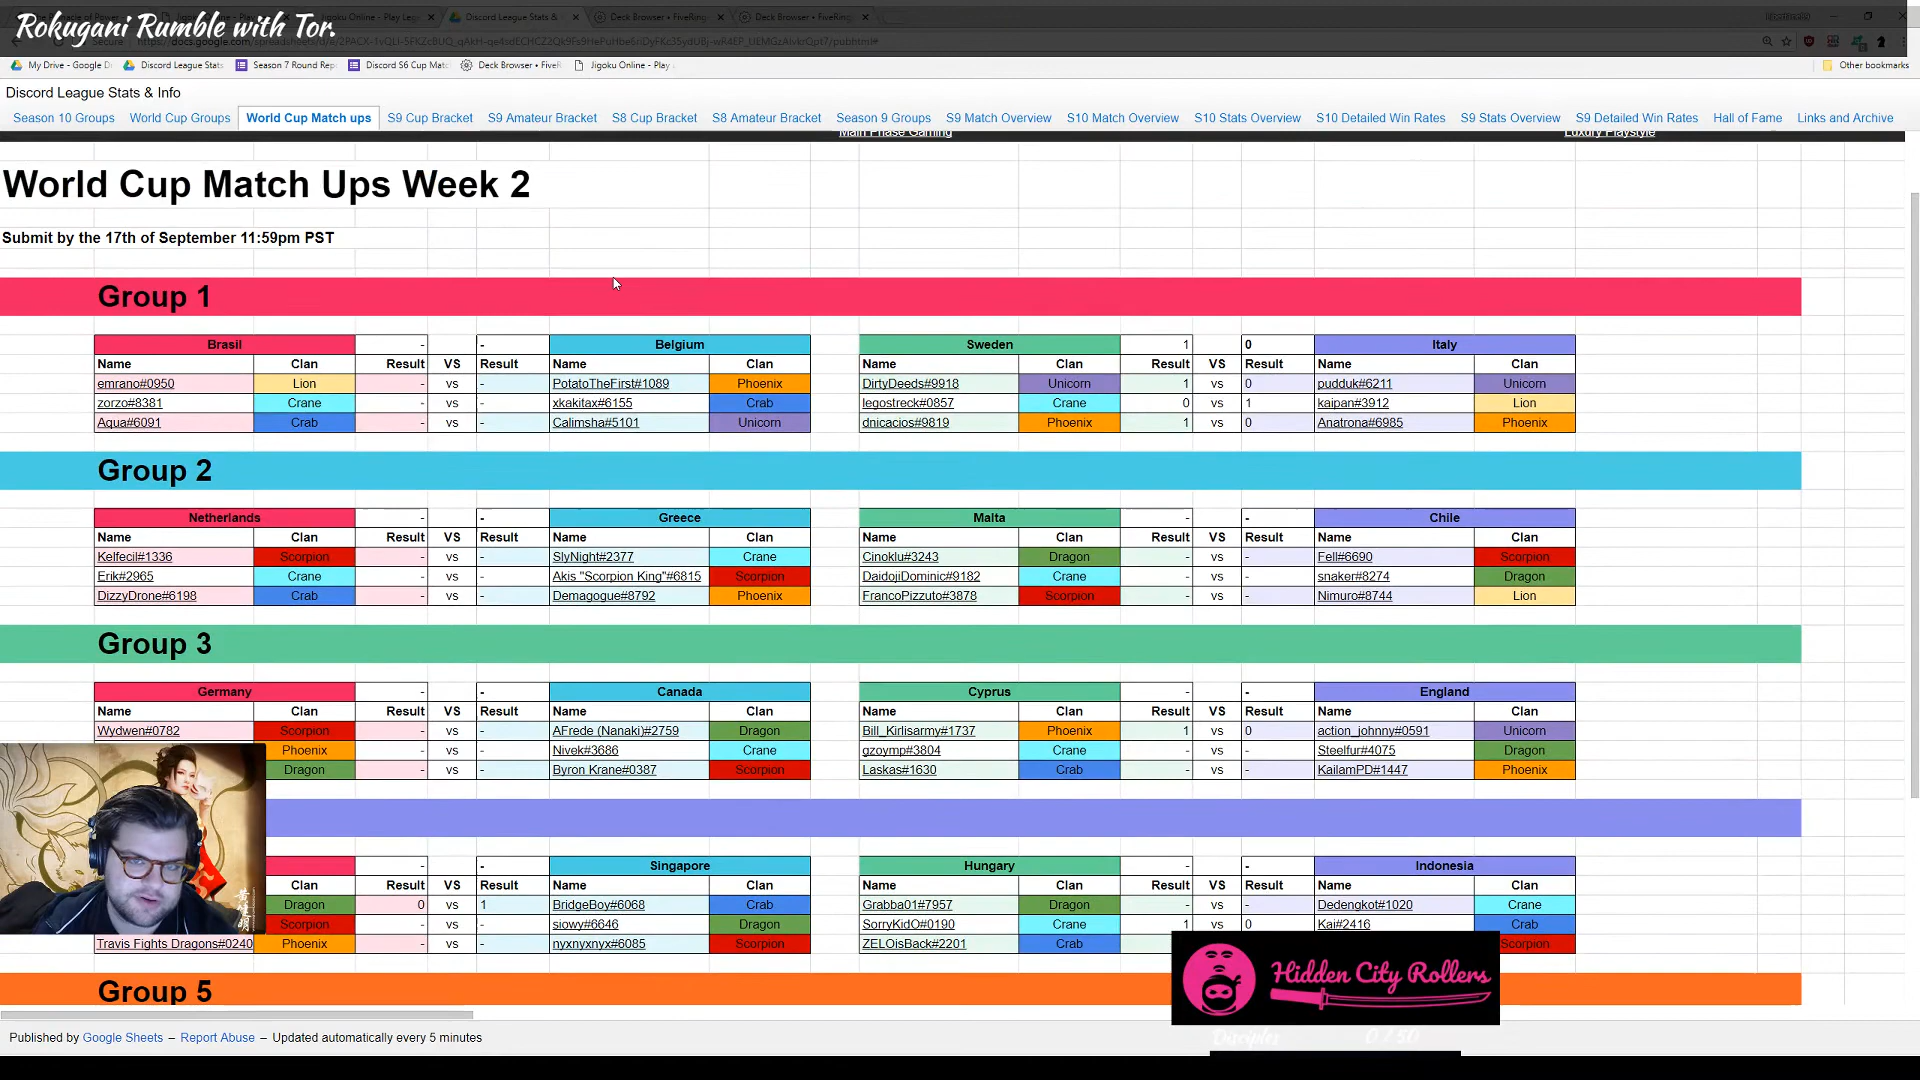 Rokugani Rumble with Tor.
Discord League Stats &
Deck Browser • FiveRing
Deck Browser • FiveRing
My Drive - Google D
Discord League Stats
Season 7 Round Rep
Discord S6 Cup Matc
Deck Browser • FiveR
Jigoku Online - Play
Other bookmarks
Discord League Stats & Info
Season 10 Groups World Cup Groups World Cup Match ups S9 Cup Bracket S9 Amateur Bracket S8 Cup Bracket S8 Amateur Bracket Season 9 Groups S9 Match Overview S10 Match Overview S10 Stats Overview S10 Detailed Win Rates S9 Stats Overview S9 Detailed Win Rates Hall of Fame Links and Archive
Main Phase Gaming Luxury Playstyle
World Cup Match Ups Week 2
Submit by the 17th of September 11:59pm PST
Group 1
Brasil - - Belgium Sweden 1 0 Italy
Name Clan Result VS Result Name Clan Name Clan Result VS Result Name Clan
emrano#0950 Lion - vs - PotatoTheFirst#1089 Phoenix DirtyDeeds#9918 Unicorn 1 vs 0 pudduk#6211 Unicorn
zorzo#8381 Crane - vs - xkakitax#6155 Crab legostreck#0857 Crane 0 vs 1 kaipan#3912 Lion
Aqua#6091 Crab - vs - Calimsha#5101 Unicorn dnicacios#9819 Phoenix 1 vs 0 Anatrona#6985 Phoenix
Group 2
Netherlands - - Greece Malta - - Chile
Name Clan Result VS Result Name Clan Name Clan Result VS Result Name Clan
Kelfecil#1336 Scorpion - vs - SlyNight#2377 Crane Cinoklu#3243 Dragon - vs - Fell#6690 Scorpion
Erik#2965 Crane - vs - Akis "Scorpion King"#6815 Scorpion DaidojiDominic#9182 Crane - vs - snaker#8274 Dragon
DizzyDrone#6198 Crab - vs - Demagogue#8792 Phoenix FrancoPizzuto#3878 Scorpion - vs - Nimuro#8744 Lion
Group 3
Germany - - Canada Cyprus - - England
Name Clan Result VS Result Name Clan Name Clan Result VS Result Name Clan
Wydwen#0782 Scorpion - vs - AFrede (Nanaki)#2759 Dragon Bill_Kirlisarmy#1737 Phoenix 1 vs 0 action_johnny#0591 Unicorn
Phoenix - vs - Nivek#3686 Crane gzoymp#3804 Crane - vs - Steelfur#4075 Dragon
Dragon - vs - Byron Krane#0387 Scorpion Laskas#1630 Crab - vs - KailamPD#1447 Phoenix
- - Singapore Hungary - - Indonesia
Clan Result VS Result Name Clan Name Clan Result VS Result Name Clan
Dragon 0 vs 1 BridgeBoy#6068 Crab Grabba01#7957 Dragon - vs - Dedengkot#1020 Crane
Scorpion - vs - siowy#6646 Dragon SorryKidO#0190 Crane 1 vs 0 Kai#2416 Crab
Travis Fights Dragons#0240 Phoenix - vs - nyxnyxnyx#6085 Scorpion ZELOisBack#2201 Crab Scorpion
Group 5
Hidden City Rollers
Disciples 0 / 50
Published by Google Sheets – Report Abuse – Updated automatically every 5 minutes